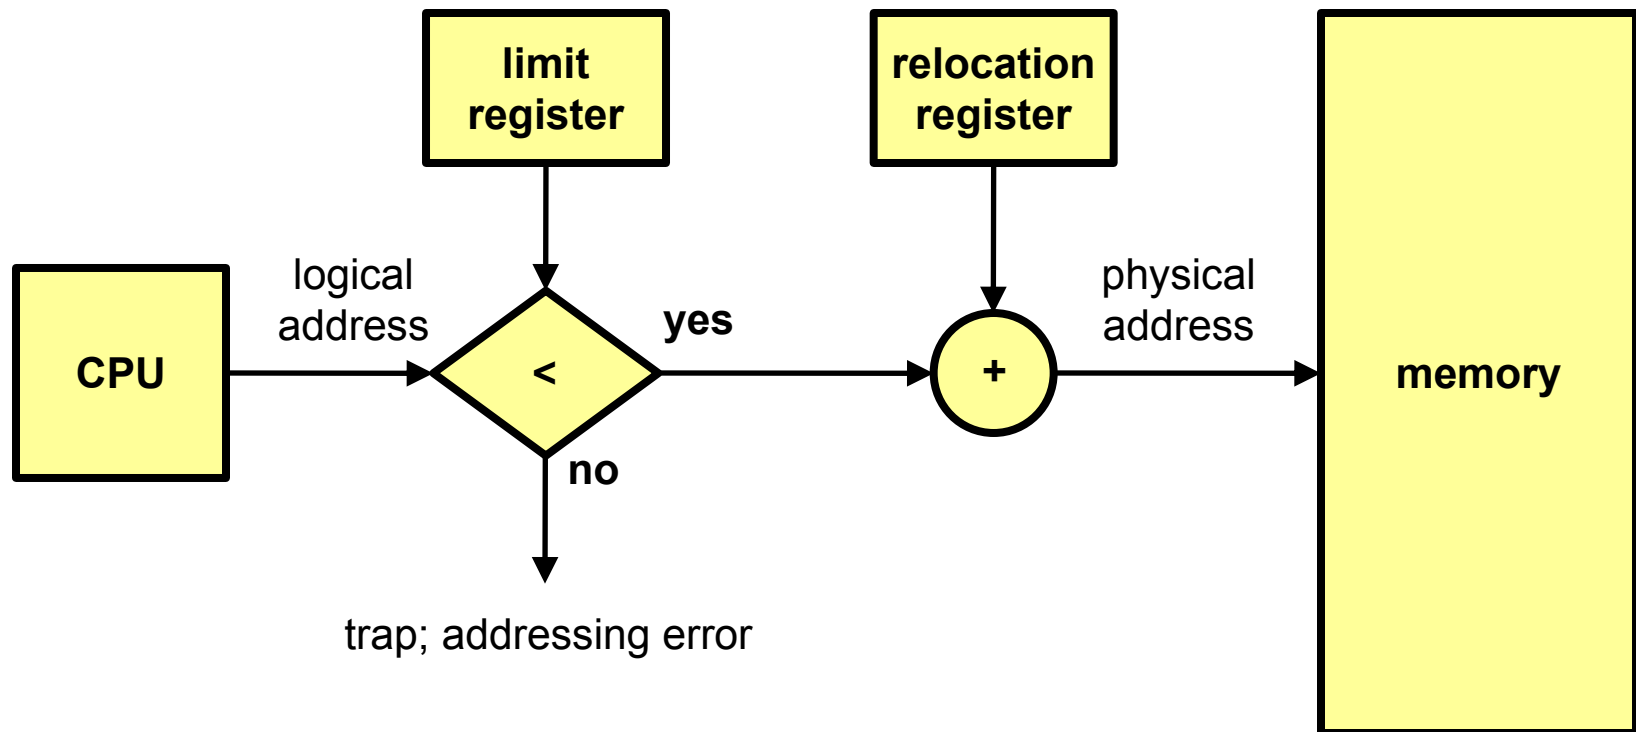 limit
register
relocation
register
logical
address
yes
physical
address
CPU
<
+
memory
no
trap; addressing error